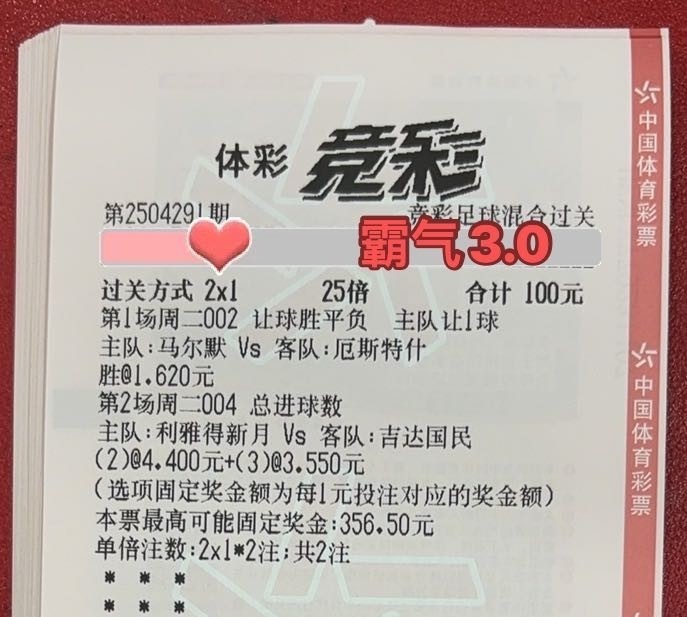 体彩 竞彩
第2504291期 竞彩足球混合过关
霸气3.0
过关方式 2x1 25倍 合计 100元
第1场周二002 让球胜平负 主队让1球
主队:马尔默 Vs 客队:厄斯特什
胜@1.620元
第2场周二004 总进球数
主队:利雅得新月 Vs 客队:吉达国民
(2)@4.400元+(3)@3.550元
(选项固定奖金额为每1元投注对应的奖金额)
本票最高可能固定奖金:356.50元
单倍注数:2x1*2注;共2注
* * *
* * *
中国体育彩票
中国体育彩票